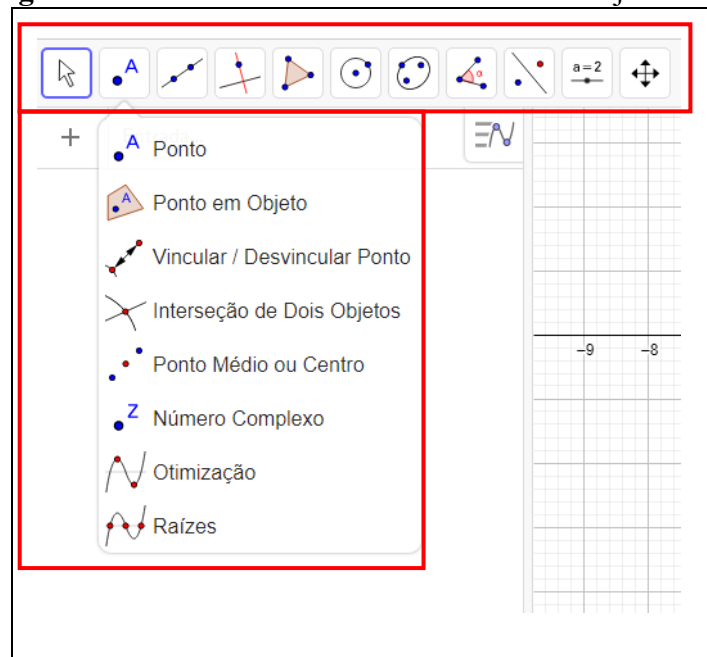 A
α
a=2
+
A Ponto
A Ponto em Objeto
Vincular / Desvincular Ponto
Interseção de Dois Objetos
Ponto Médio ou Centro
Z Número Complexo
Otimização
Raízes
–9 –8